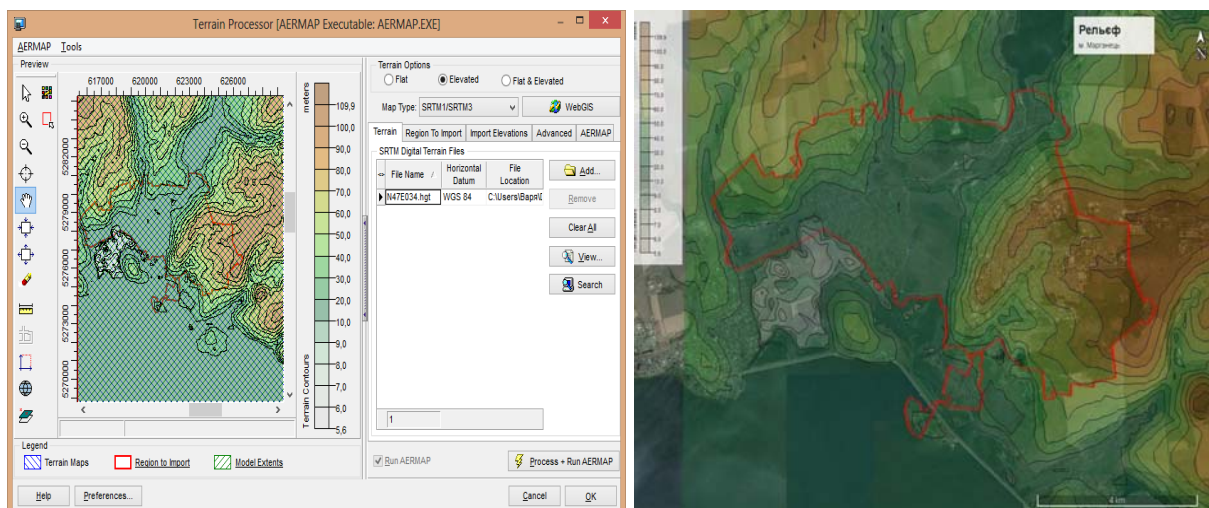 Terrain Processor [AERMAP Executable: AERMAP.EXE]
AERMAP Tools
Preview
617000 620000 623000 626000
5282000
5279000
5276000
5273000
5270000
meters
109,9
100,0
90,0
80,0
70,0
60,0
50,0
40,0
30,0
20,0
10,0
9,0
8,0
7,0
6,0
5,6
Terrain Contours
Legend
Terrain Maps Region to Import Model Extents
Help Preferences...
Terrain Options
Flat Elevated Flat & Elevated
Map Type: SRTM1/SRTM3 WebGIS
Terrain Region To Import Import Elevations Advanced AERMAP
SRTM Digital Terrain Files
File Name Horizontal Datum File Location
N47E034.hgt WGS 84 C:\Users\Варя\D
Add...
Remove
Clear All
View...
Search
1
Run AERMAP Process + Run AERMAP
Cancel OK
Рельєф
м. Марганець
N
4 km